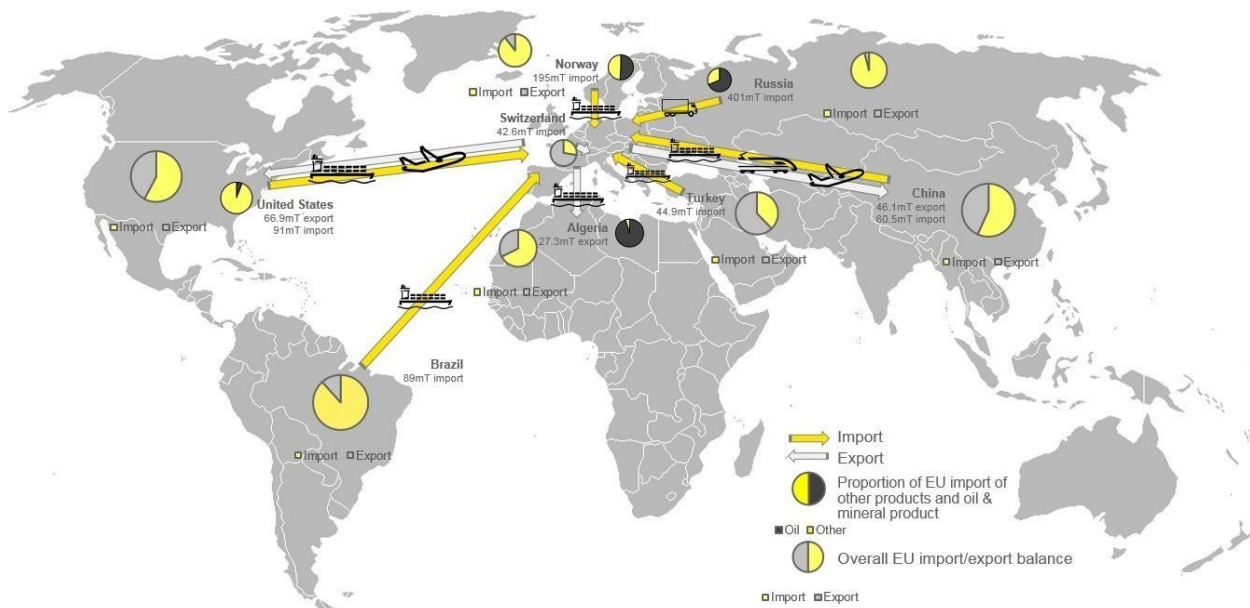 Norway
195mT import
Import Export
Russia
401mT import
Import Export
Switzerland
42.6mT import
United States
66.9mT export
91mT import
Import Export
Turkey
44.9mT import
Import Export
China
46.1mT export
60.5mT import
Import Export
Algeria
27.3mT export
Import Export
Brazil
89mT import
Import Export
Import
Export
Proportion of EU import of
other products and oil &
mineral product
Oil Other
Overall EU import/export balance
Import Export